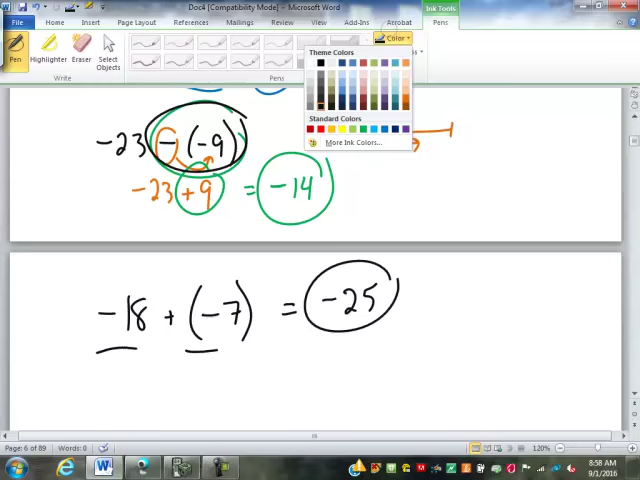 Doc4 [Compatibility Mode] - Microsoft Word
Ink Tools
File Home Insert Page Layout References Mailings Review View Add-Ins Acrobat Pens
Pen Highlighter Eraser Select Objects
Color
Write
Pens
Theme Colors
Standard Colors
More Ink Colors...
-23 - (-9)
-23 + 9 = -14
-18 + (-7) = -25
Page: 6 of 89 Words: 0
120%
8:58 AM
9/1/2016